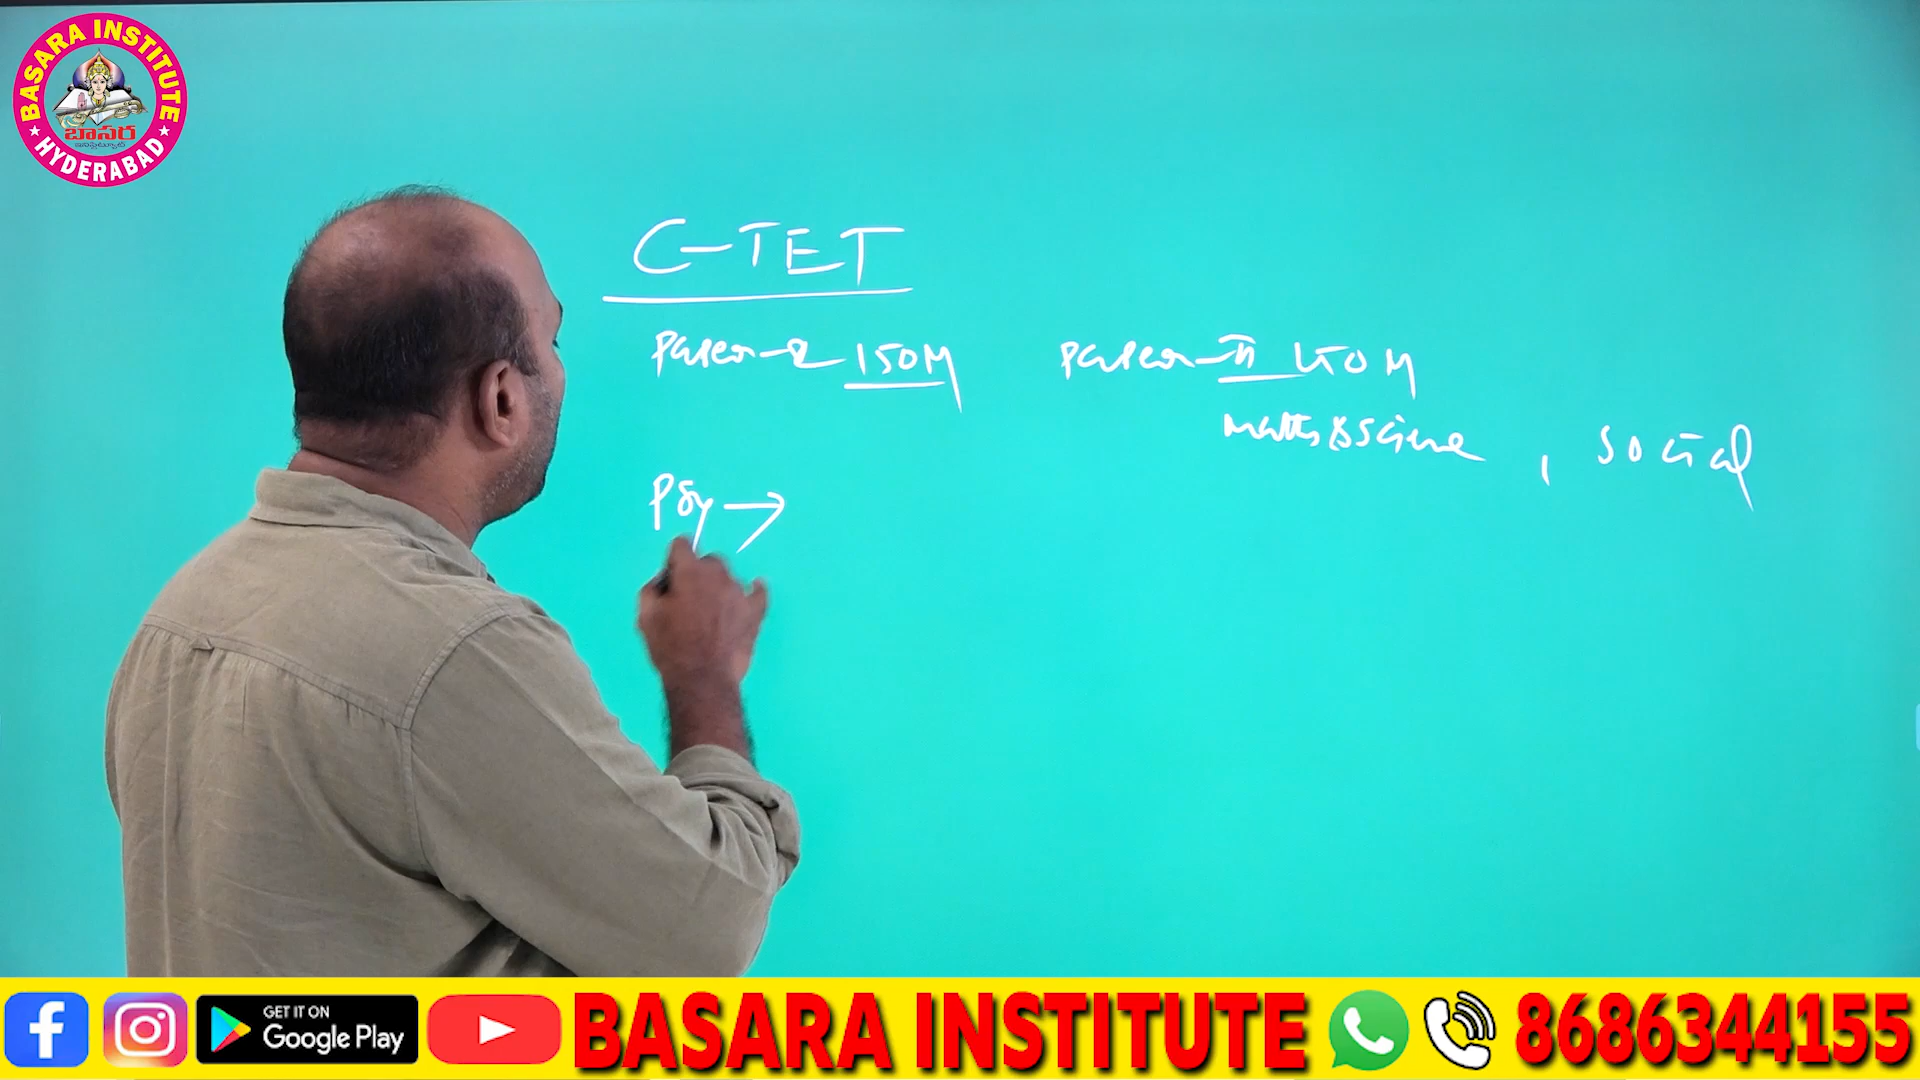 BASARA INSTITUTE
బాసర
ఇనిస్టిట్యూట్
HYDERABAD
C-TET
Paper-I 150M
Paper-II 150M
Maths & Science, Social
Psy →
GET IT ON
Google Play
BASARA INSTITUTE
8686344155